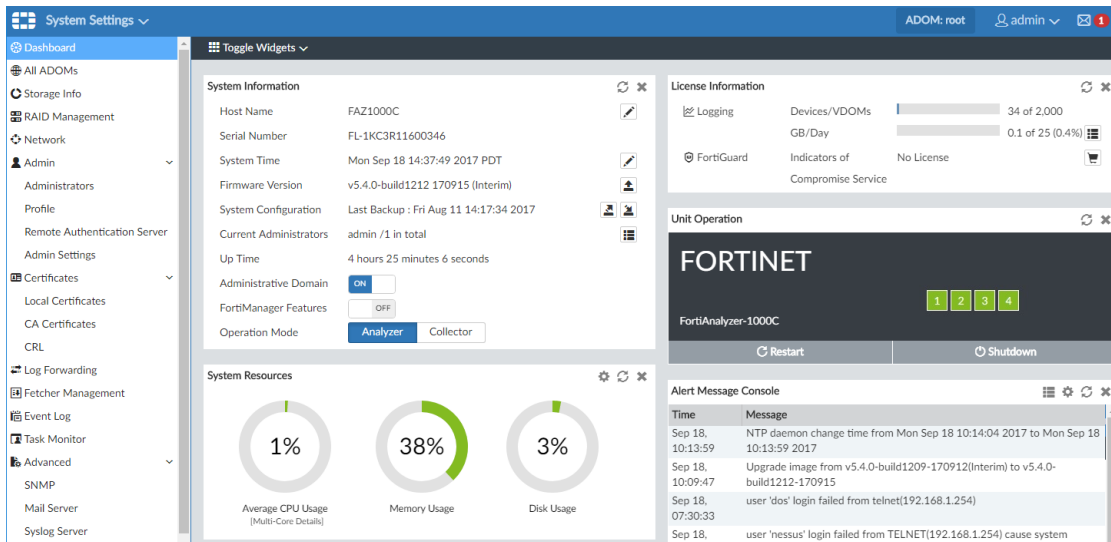 System Settings
ADOM: root
admin
1
Dashboard
All ADOMs
Storage Info
RAID Management
Network
Admin
Administrators
Profile
Remote Authentication Server
Admin Settings
Certificates
Local Certificates
CA Certificates
CRL
Log Forwarding
Fetcher Management
Event Log
Task Monitor
Advanced
SNMP
Mail Server
Syslog Server
Toggle Widgets
System Information
Host Name FAZ1000C
Serial Number FL-1KC3R11600346
System Time Mon Sep 18 14:37:49 2017 PDT
Firmware Version v5.4.0-build1212 170915 (Interim)
System Configuration Last Backup : Fri Aug 11 14:17:34 2017
Current Administrators admin /1 in total
Up Time 4 hours 25 minutes 6 seconds
Administrative Domain ON
FortiManager Features OFF
Operation Mode Analyzer Collector
System Resources
1% 38% 3%
Average CPU Usage Memory Usage Disk Usage
[Multi-Core Details]
License Information
Logging Devices/VDOMs 34 of 2,000
GB/Day 0.1 of 25 (0.4%)
FortiGuard Indicators of No License
Compromise Service
Unit Operation
FORTINET
1 2 3 4
FortiAnalyzer-1000C
Restart Shutdown
Alert Message Console
Time Message
Sep 18, NTP daemon change time from Mon Sep 18 10:14:04 2017 to Mon Sep 18
10:13:59 10:13:59 2017
Sep 18, Upgrade image from v5.4.0-build1209-170912(Interim) to v5.4.0-
10:09:47 build1212-170915
Sep 18, user 'dos' login failed from telnet(192.168.1.254)
07:30:33
Sep 18, user 'nessus' login failed from TELNET(192.168.1.254) cause system